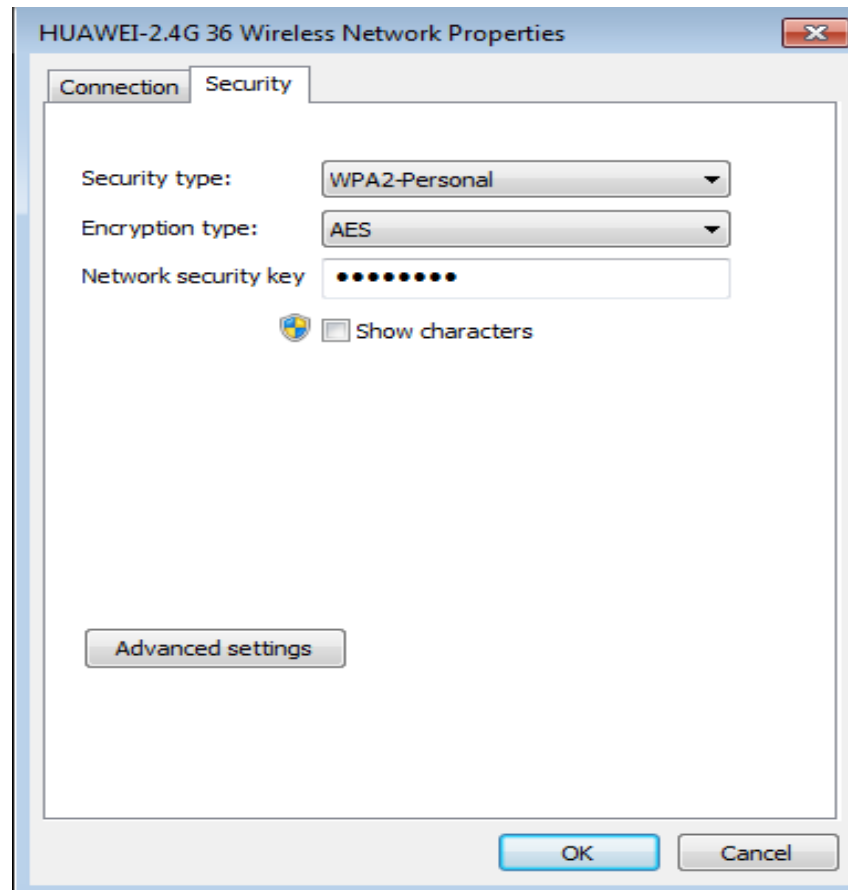 HUAWEI-2.4G 36 Wireless Network Properties
Connection Security
Security type: WPA2-Personal
Encryption type: AES
Network security key ••••••••
Show characters
Advanced settings
OK Cancel